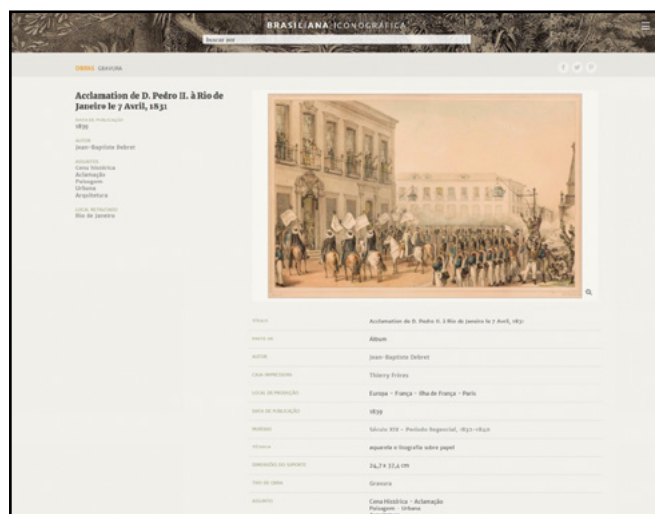 BRASILIANA ICONOGRÁFICA
buscar por
OBRAS GRAVURA
Acclamation de D. Pedro II. à Rio de
Janeiro le 7 Avril, 1831
DATA DE PUBLICAÇÃO
1839
AUTOR
Jean-Baptiste Debret
ASSUNTOS
Cena Histórica
Aclamação
Paisagem
Urbana
Arquitetura
LOCAL RETRATADO
Rio de Janeiro
TÍTULO Acclamation de D. Pedro II. à Rio de Janeiro le 7 Avril, 1831
PARTE DE Álbum
AUTOR Jean-Baptiste Debret
CASA IMPRESSORA Thierry Frères
LOCAL DE PRODUÇÃO Europa - França - Ilha de França - Paris
DATA DE PUBLICAÇÃO 1839
PERÍODO Século XIX - Período Regencial, 1831-1840
TÉCNICA aquarela e litografia sobre papel
DIMENSÕES DO SUPORTE 24,7 x 37,4 cm
TIPO DE OBRA Gravura
ASSUNTO Cena Histórica - Aclamação
Paisagem - Urbana